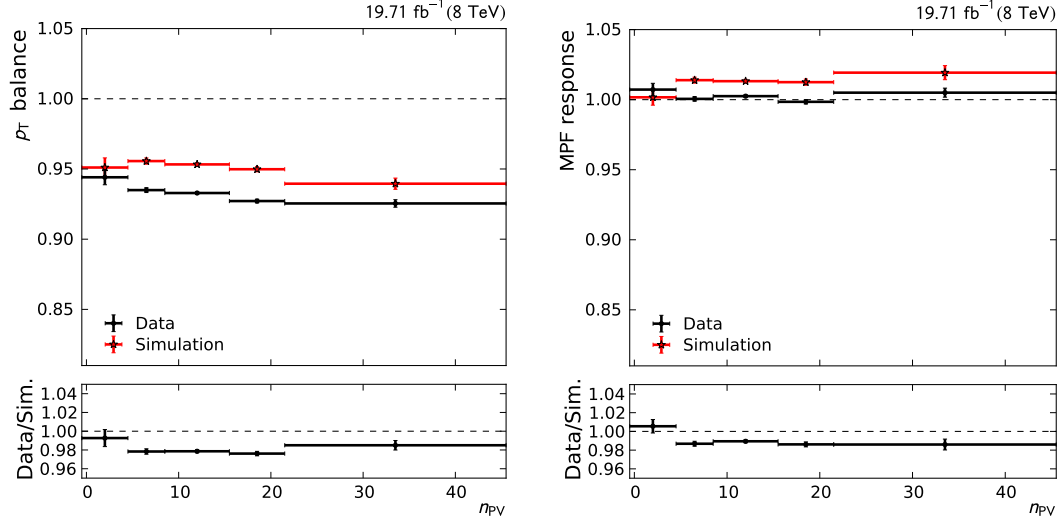 19.71 fb⁻¹ (8 TeV)
pT balance
1.05
1.00
0.95
0.90
0.85
Data
Simulation
Data/Sim.
1.04
1.02
1.00
0.98
0.96
0 10 20 30 40
nPV
19.71 fb⁻¹ (8 TeV)
MPF response
1.05
1.00
0.95
0.90
0.85
Data
Simulation
Data/Sim.
1.04
1.02
1.00
0.98
0.96
0 10 20 30 40
nPV